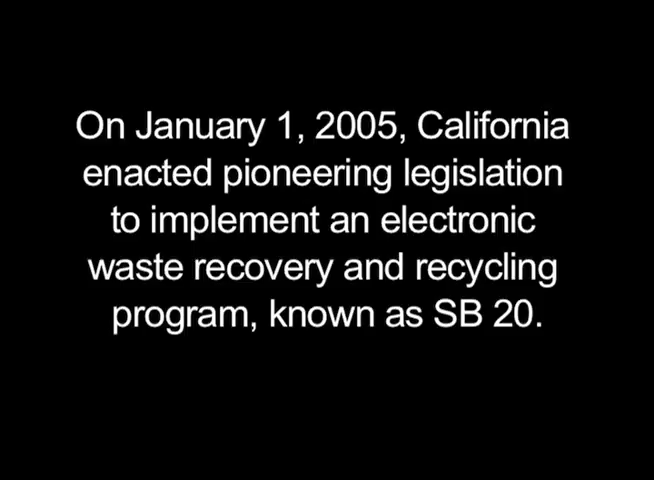 On January 1, 2005, California
enacted pioneering legislation
to implement an electronic
waste recovery and recycling
program, known as SB 20.